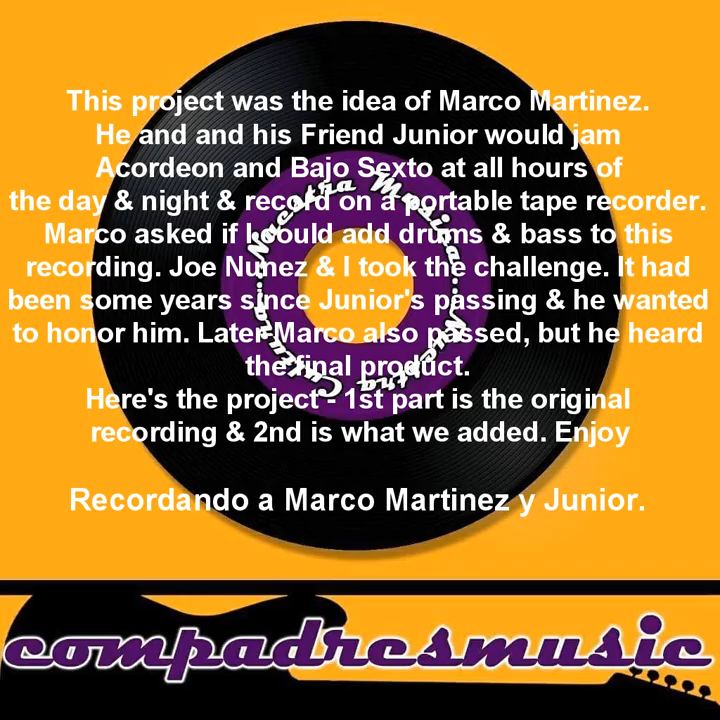 This project was the idea of Marco Martinez.
He and and his Friend Junior would jam
Acordeon and Bajo Sexto at all hours of
the day & night & record on a portable tape recorder.
Marco asked if I could add drums & bass to this
recording. Joe Nunez & I took the challenge. It had
been some years since Junior's passing & he wanted
to honor him. Later Marco also passed, but he heard
the final product.
Here's the project - 1st part is the original
recording & 2nd is what we added. Enjoy
Recordando a Marco Martinez y Junior.
Nuestra Musica...Nuestra Cultura...
compadresmusic